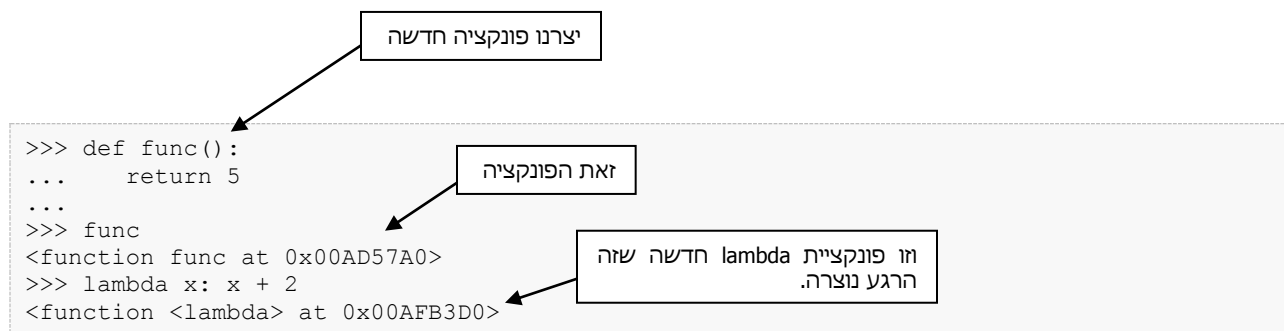 יצרנו פונקציה חדשה
>>> def func():
...     return 5
...
זאת הפונקציה
>>> func
<function func at 0x00AD57A0>
>>> lambda x: x + 2
<function <lambda> at 0x00AFB3D0>
וזו פונקציית lambda חדשה שזה
הרגע נוצרה.